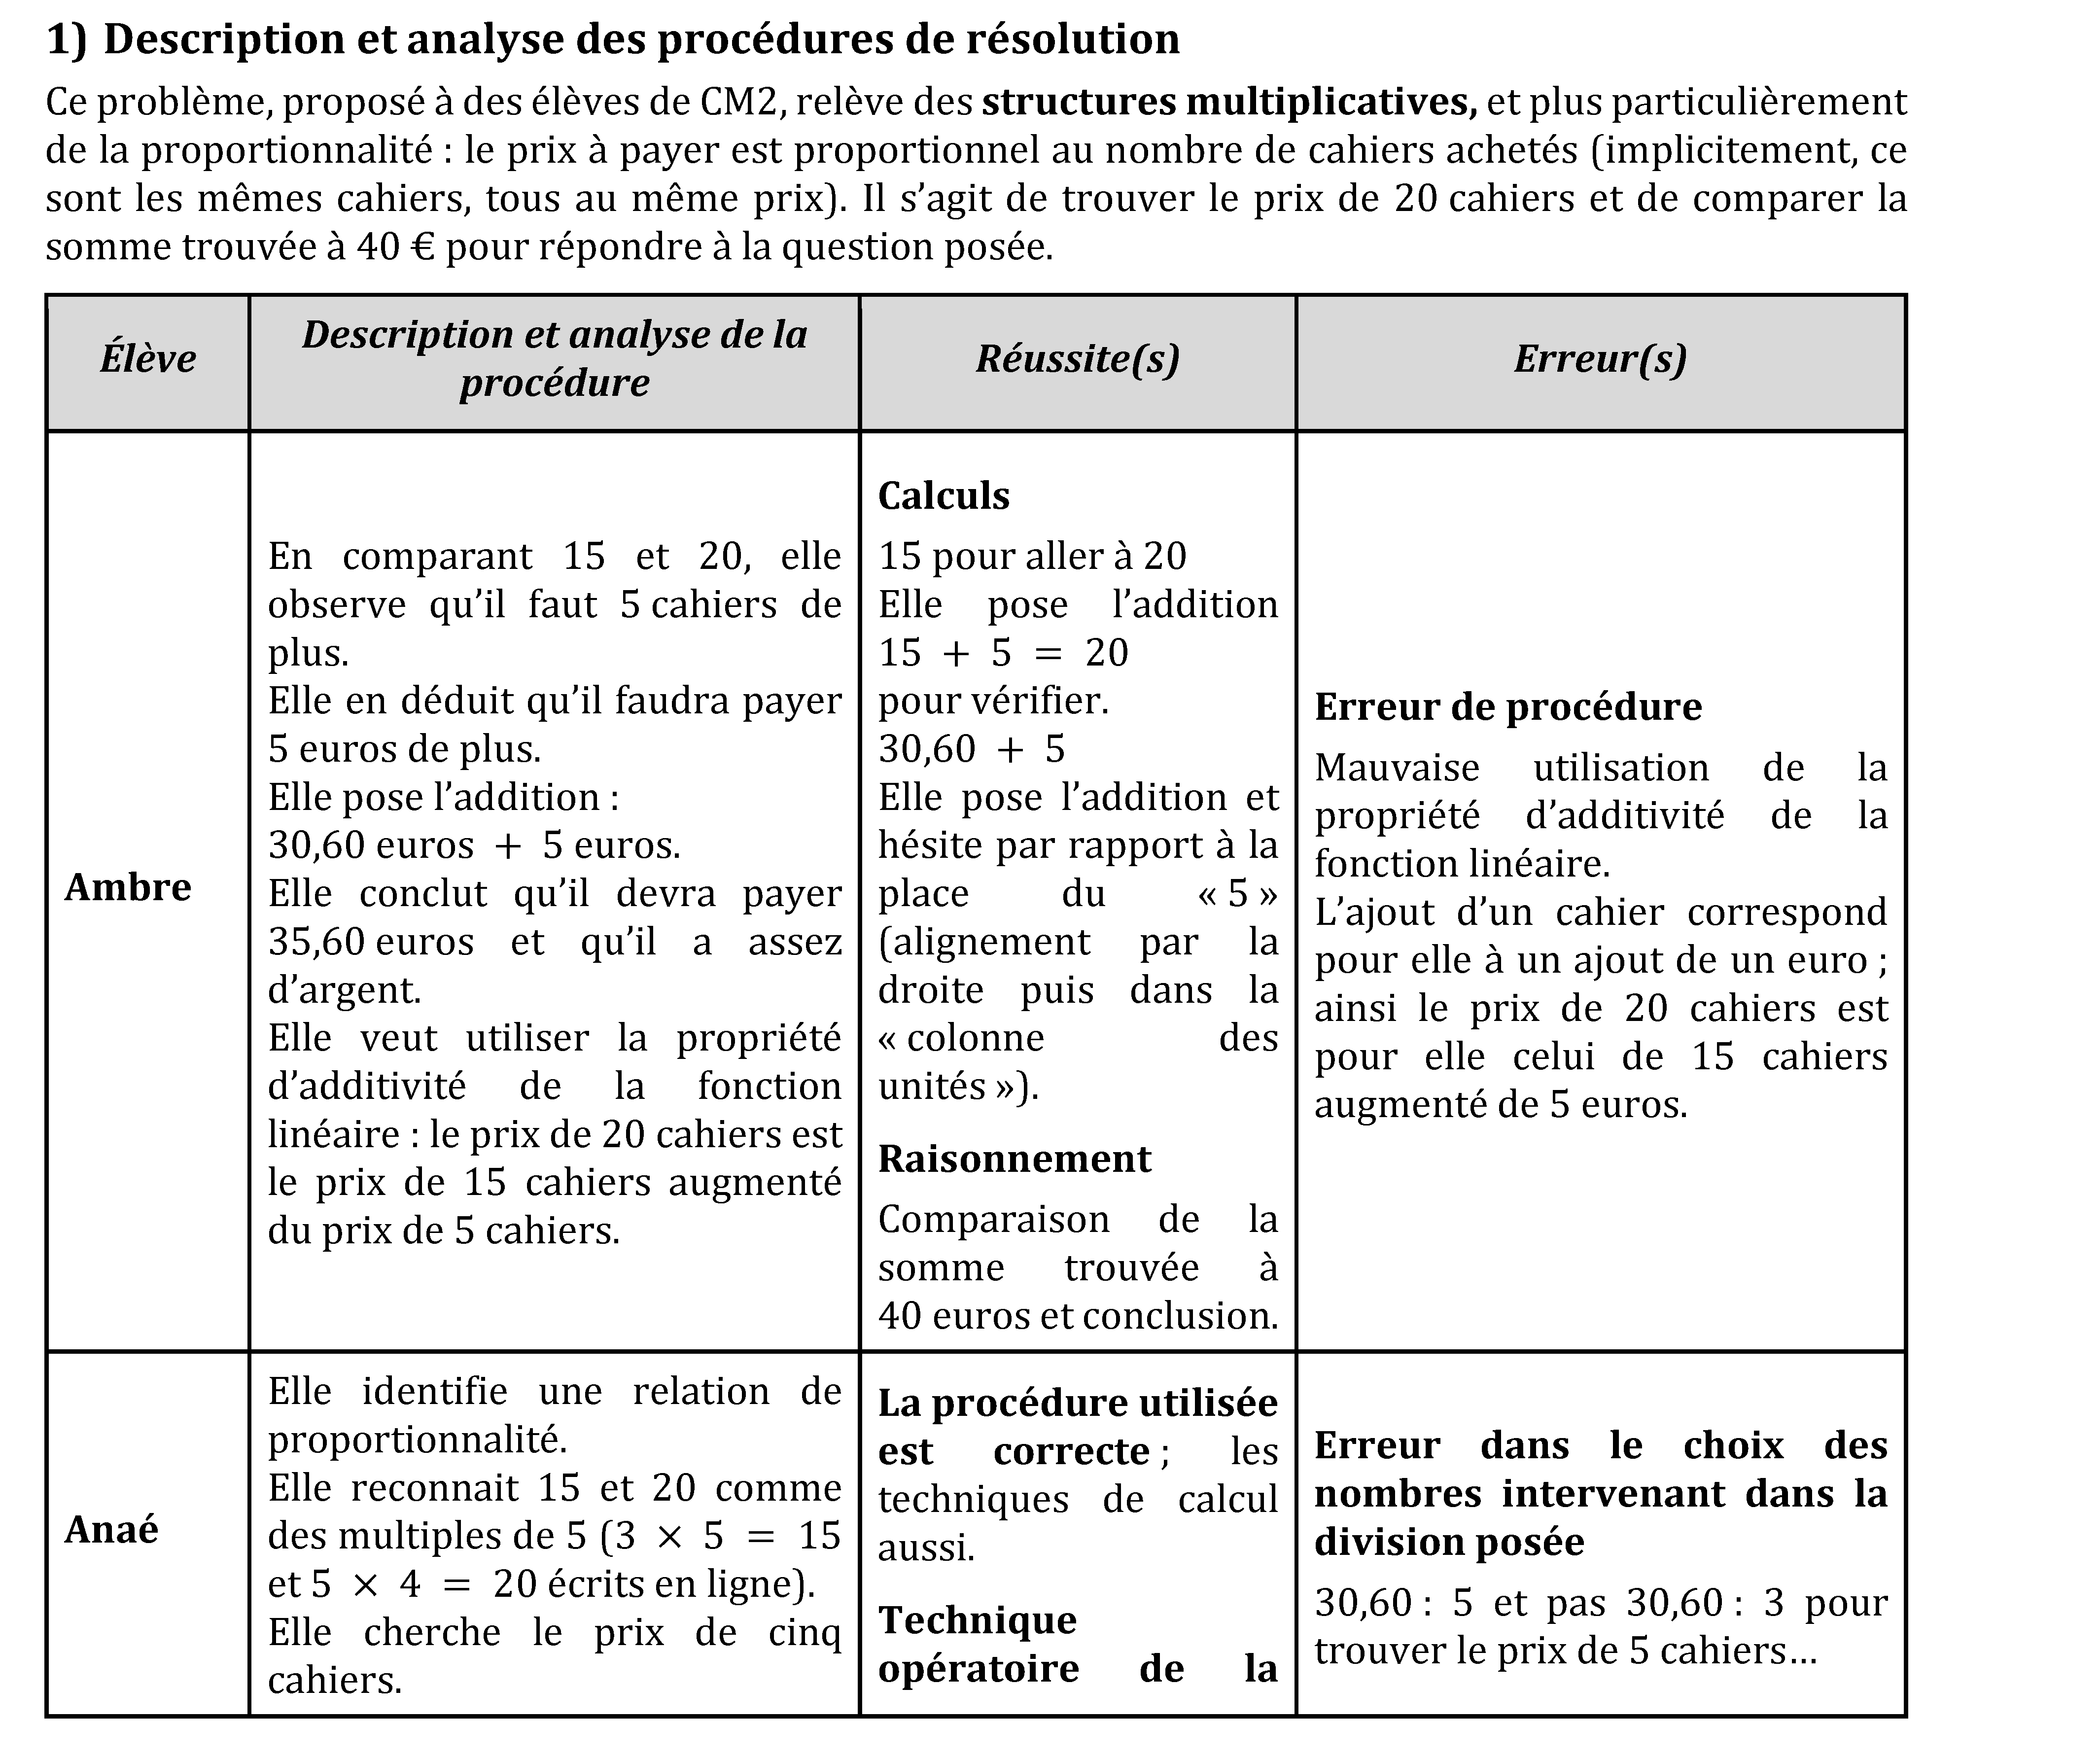 1) Description et analyse des procédures de résolution
Ce problème, proposé à des élèves de CM2, relève des structures multiplicatives, et plus particulièrement
de la proportionnalité : le prix à payer est proportionnel au nombre de cahiers achetés (implicitement, ce
sont les mêmes cahiers, tous au même prix). Il s’agit de trouver le prix de 20 cahiers et de comparer la
somme trouvée à 40 € pour répondre à la question posée.
Élève
Description et analyse de la
procédure
Réussite(s)
Erreur(s)
Ambre
En comparant 15 et 20, elle
observe qu’il faut 5 cahiers de
plus.
Elle en déduit qu’il faudra payer
5 euros de plus.
Elle pose l’addition :
30,60 euros + 5 euros.
Elle conclut qu’il devra payer
35,60 euros et qu’il a assez
d’argent.
Elle veut utiliser la propriété
d’additivité de la fonction
linéaire : le prix de 20 cahiers est
le prix de 15 cahiers augmenté
du prix de 5 cahiers.
Calculs
15 pour aller à 20
Elle pose l’addition
15 + 5 = 20
pour vérifier.
30,60 + 5
Elle pose l’addition et
hésite par rapport à la
place du « 5 »
(alignement par la
droite puis dans la
« colonne des
unités »).
Raisonnement
Comparaison de la
somme trouvée à
40 euros et conclusion.
Erreur de procédure
Mauvaise utilisation de la
propriété d’additivité de la
fonction linéaire.
L’ajout d’un cahier correspond
pour elle à un ajout de un euro ;
ainsi le prix de 20 cahiers est
pour elle celui de 15 cahiers
augmenté de 5 euros.
Anaé
Elle identifie une relation de
proportionnalité.
Elle reconnait 15 et 20 comme
des multiples de 5 (3 × 5 = 15
et 5 × 4 = 20 écrits en ligne).
Elle cherche le prix de cinq
cahiers.
La procédure utilisée
est correcte ; les
techniques de calcul
aussi.
Technique
opératoire de la
Erreur dans le choix des
nombres intervenant dans la
division posée
30,60 : 5 et pas 30,60 : 3 pour
trouver le prix de 5 cahiers…